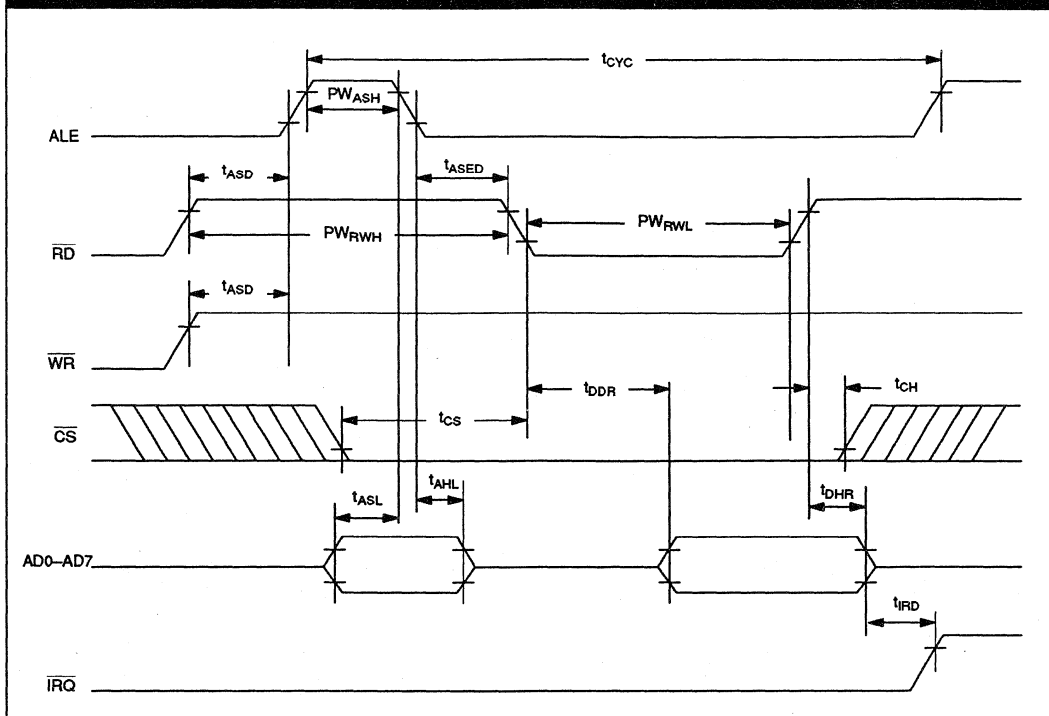 tCYC
PWASH
ALE
tASD
tASED
PWRWH
PWRWL
RD
tASD
WR
tDDR
tCH
tCS
CS
tASL
tAHL
tDHR
AD0–AD7
tIRD
IRQ